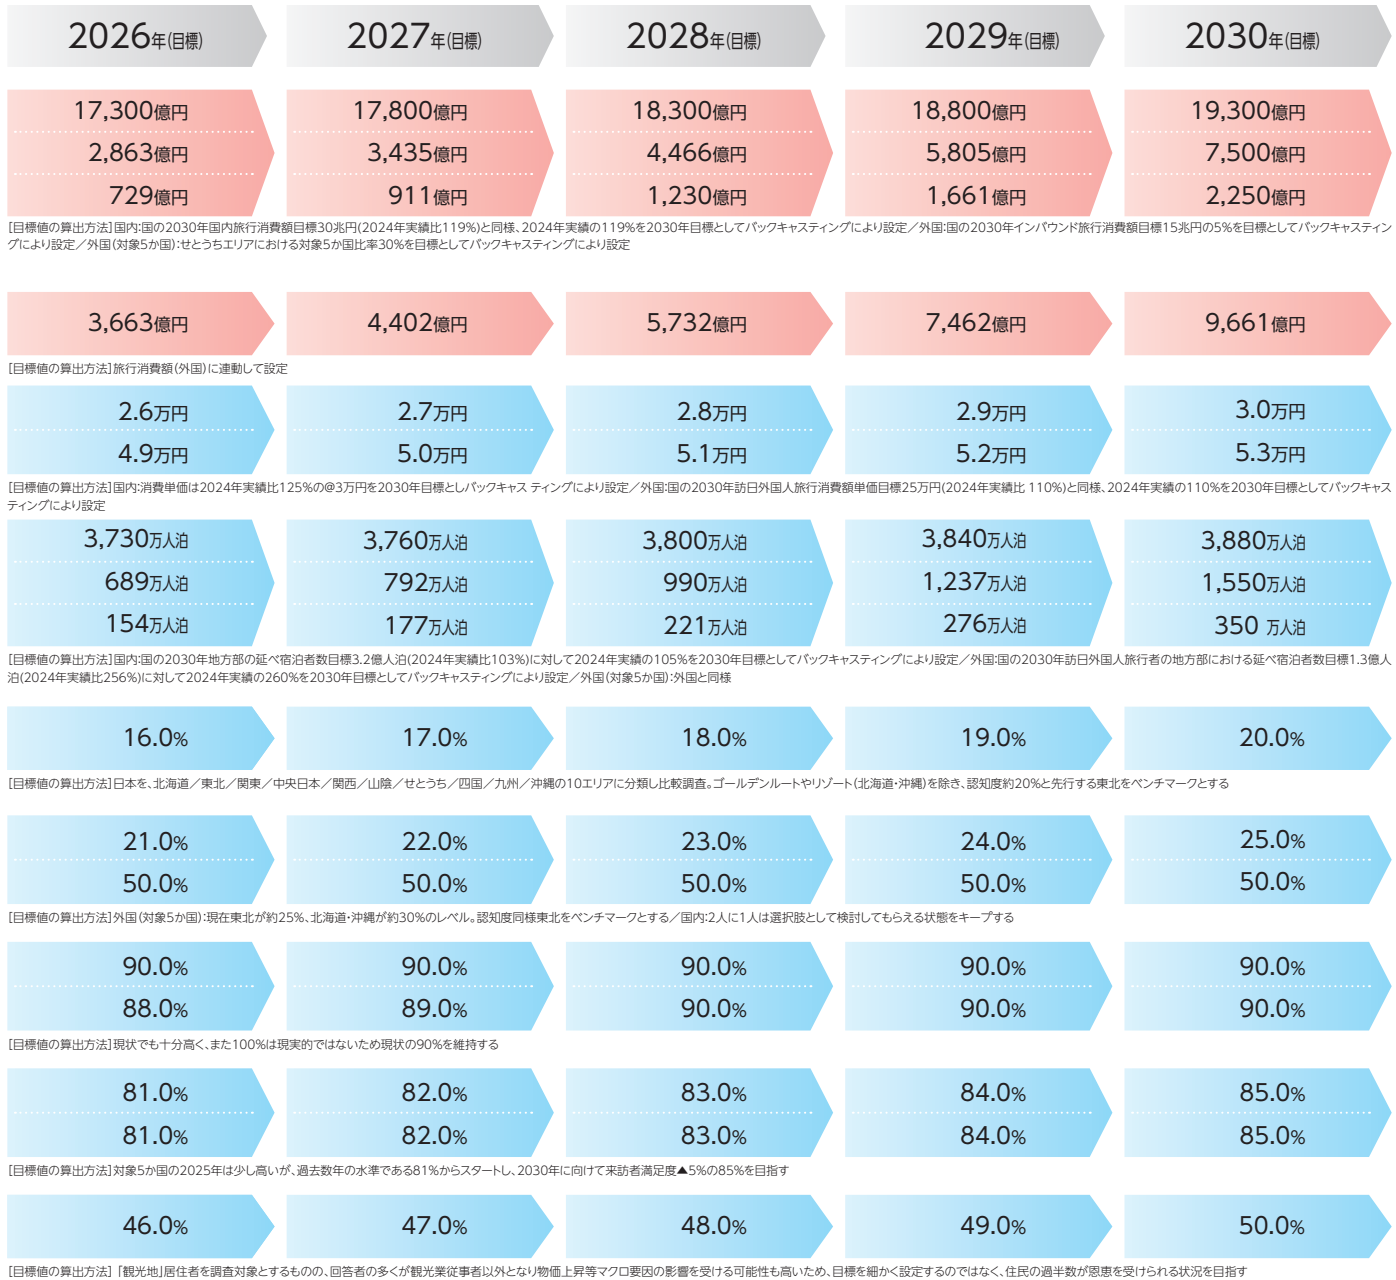 2026年(目標) 2027年(目標) 2028年(目標) 2029年(目標) 2030年(目標)
17,300億円 17,800億円 18,300億円 18,800億円 19,300億円
2,863億円 3,435億円 4,466億円 5,805億円 7,500億円
729億円 911億円 1,230億円 1,661億円 2,250億円
[目標値の算出方法]国内:国の2030年国内旅行消費額目標30兆円(2024年実績比119%)と同様、2024年実績の119%を2030年目標としてバックキャスティングにより設定／外国:国の2030年インバウンド旅行消費額目標15兆円の5%を目標としてバックキャスティン
グにより設定／外国(対象5か国):せとうちエリアにおける対象5か国比率30%を目標としてバックキャスティングにより設定
3,663億円 4,402億円 5,732億円 7,462億円 9,661億円
[目標値の算出方法]旅行消費額(外国)に連動して設定
2.6万円 2.7万円 2.8万円 2.9万円 3.0万円
4.9万円 5.0万円 5.1万円 5.2万円 5.3万円
[目標値の算出方法]国内:消費単価は2024年実績比125%の@3万円を2030年目標としバックキャス ティングにより設定／外国:国の2030年訪日外国人旅行消費額単価目標25万円(2024年実績比 110%)と同様、2024年実績の110%を2030年目標としてバックキャス
ティングにより設定
3,730万人泊 3,760万人泊 3,800万人泊 3,840万人泊 3,880万人泊
689万人泊 792万人泊 990万人泊 1,237万人泊 1,550万人泊
154万人泊 177万人泊 221万人泊 276万人泊 350 万人泊
[目標値の算出方法]国内:国の2030年地方部の延べ宿泊者数目標3.2億人泊(2024年実績比103%)に対して2024年実績の105%を2030年目標としてバックキャスティングにより設定／外国:国の2030年訪日外国人旅行者の地方部における延べ宿泊者数目標1.3億人
泊(2024年実績比256%)に対して2024年実績の260%を2030年目標としてバックキャスティングにより設定／外国(対象5か国):外国と同様
16.0% 17.0% 18.0% 19.0% 20.0%
[目標値の算出方法]日本を、北海道／東北／関東／中央日本／関西／山陰／せとうち／四国／九州／沖縄の10エリアに分類し比較調査。ゴールデンルートやリゾート(北海道・沖縄)を除き、認知度約20%と先行する東北をベンチマークとする
21.0% 22.0% 23.0% 24.0% 25.0%
50.0% 50.0% 50.0% 50.0% 50.0%
[目標値の算出方法]外国(対象5か国):現在東北が約25%、北海道・沖縄が約30%のレベル。認知度同様東北をベンチマークとする／国内:2人に1人は選択肢として検討してもらえる状態をキープする
90.0% 90.0% 90.0% 90.0% 90.0%
88.0% 89.0% 90.0% 90.0% 90.0%
[目標値の算出方法]現状でも十分高く、また100%は現実的ではないため現状の90%を維持する
81.0% 82.0% 83.0% 84.0% 85.0%
81.0% 82.0% 83.0% 84.0% 85.0%
[目標値の算出方法]対象5か国の2025年は少し高いが、過去数年の水準である81%からスタートし、2030年に向けて来訪者満足度▲5%の85%を目指す
46.0% 47.0% 48.0% 49.0% 50.0%
[目標値の算出方法]「観光地」居住者を調査対象とするものの、回答者の多くが観光業従事者以外となり物価上昇等マクロ要因の影響を受ける可能性も高いため、目標を細かく設定するのではなく、住民の過半数が恩恵を受けられる状況を目指す